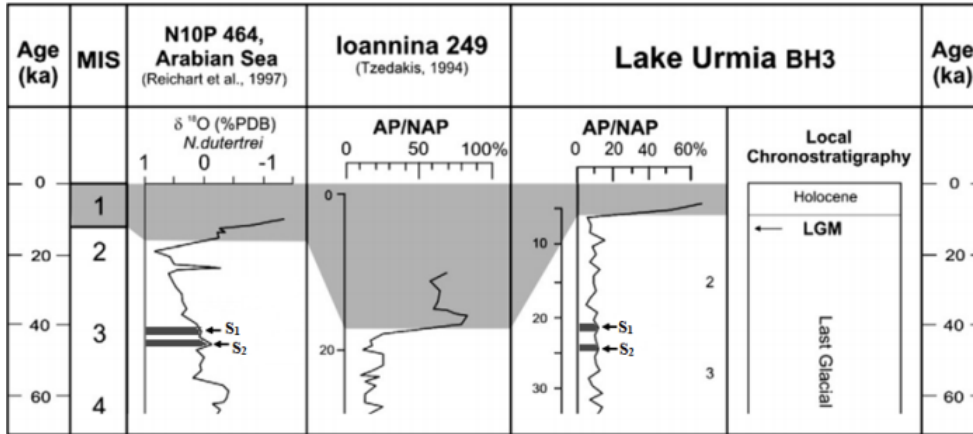 Age
(ka)
MIS
N10P 464,
Arabian Sea
(Reichart et al., 1997)
Ioannina 249
(Tzedakis, 1994)
Lake Urmia BH3
Age
(ka)
δ ¹⁸O (%PDB)
N.dutertrei
1 0 -1
AP/NAP
0 50 100%
AP/NAP
0 20 40 60%
Local
Chronostratigraphy
0
20
40
60
1
2
3
4
S₁
S₂
0
20
10
20
30
S₁
S₂
2
3
Holocene
LGM
Last Glacial
0
20
40
60